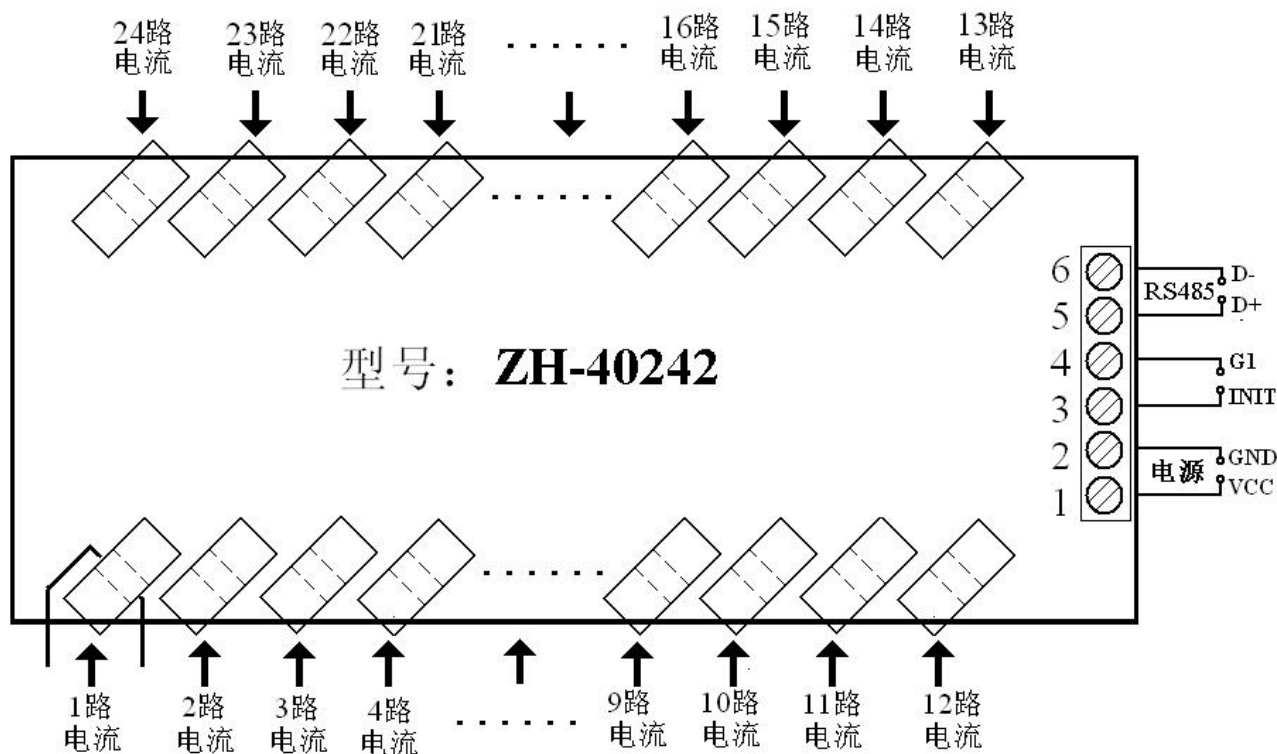 24路
电流
23路
电流
22路
电流
21路
电流
......
16路
电流
15路
电流
14路
电流
13路
电流
......
型号：ZH-40242
6
5
4
3
2
1
RS485
D-
D+
G1
INIT
电源
GND
VCC
......
1路
电流
2路
电流
3路
电流
4路
电流
......
9路
电流
10路
电流
11路
电流
12路
电流